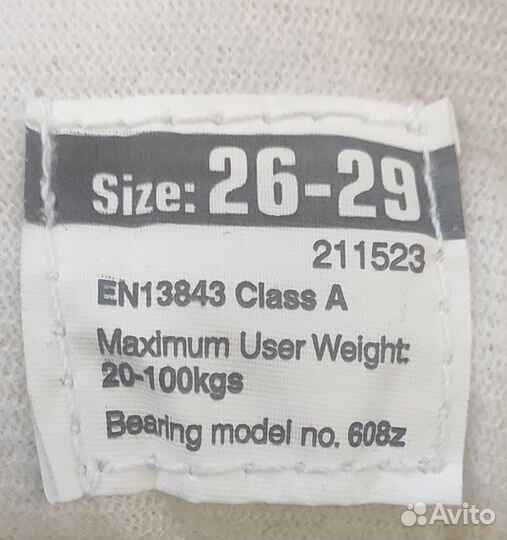 Size: 26-29
211523
EN13843 Class A
Maximum User Weight:
20-100kgs
Bearing model no. 608z
Avito